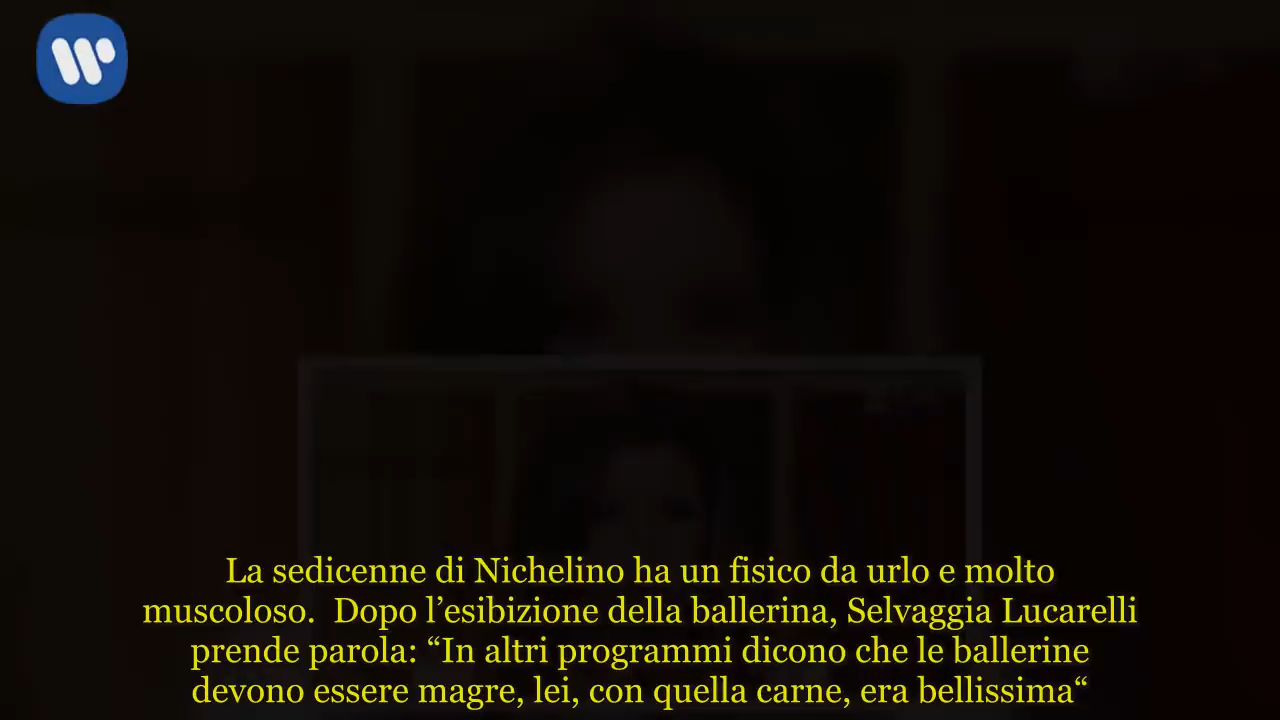 La sedicenne di Nichelino ha un fisico da urlo e molto
muscoloso.  Dopo l’esibizione della ballerina, Selvaggia Lucarelli
prende parola: “In altri programmi dicono che le ballerine
devono essere magre, lei, con quella carne, era bellissima“